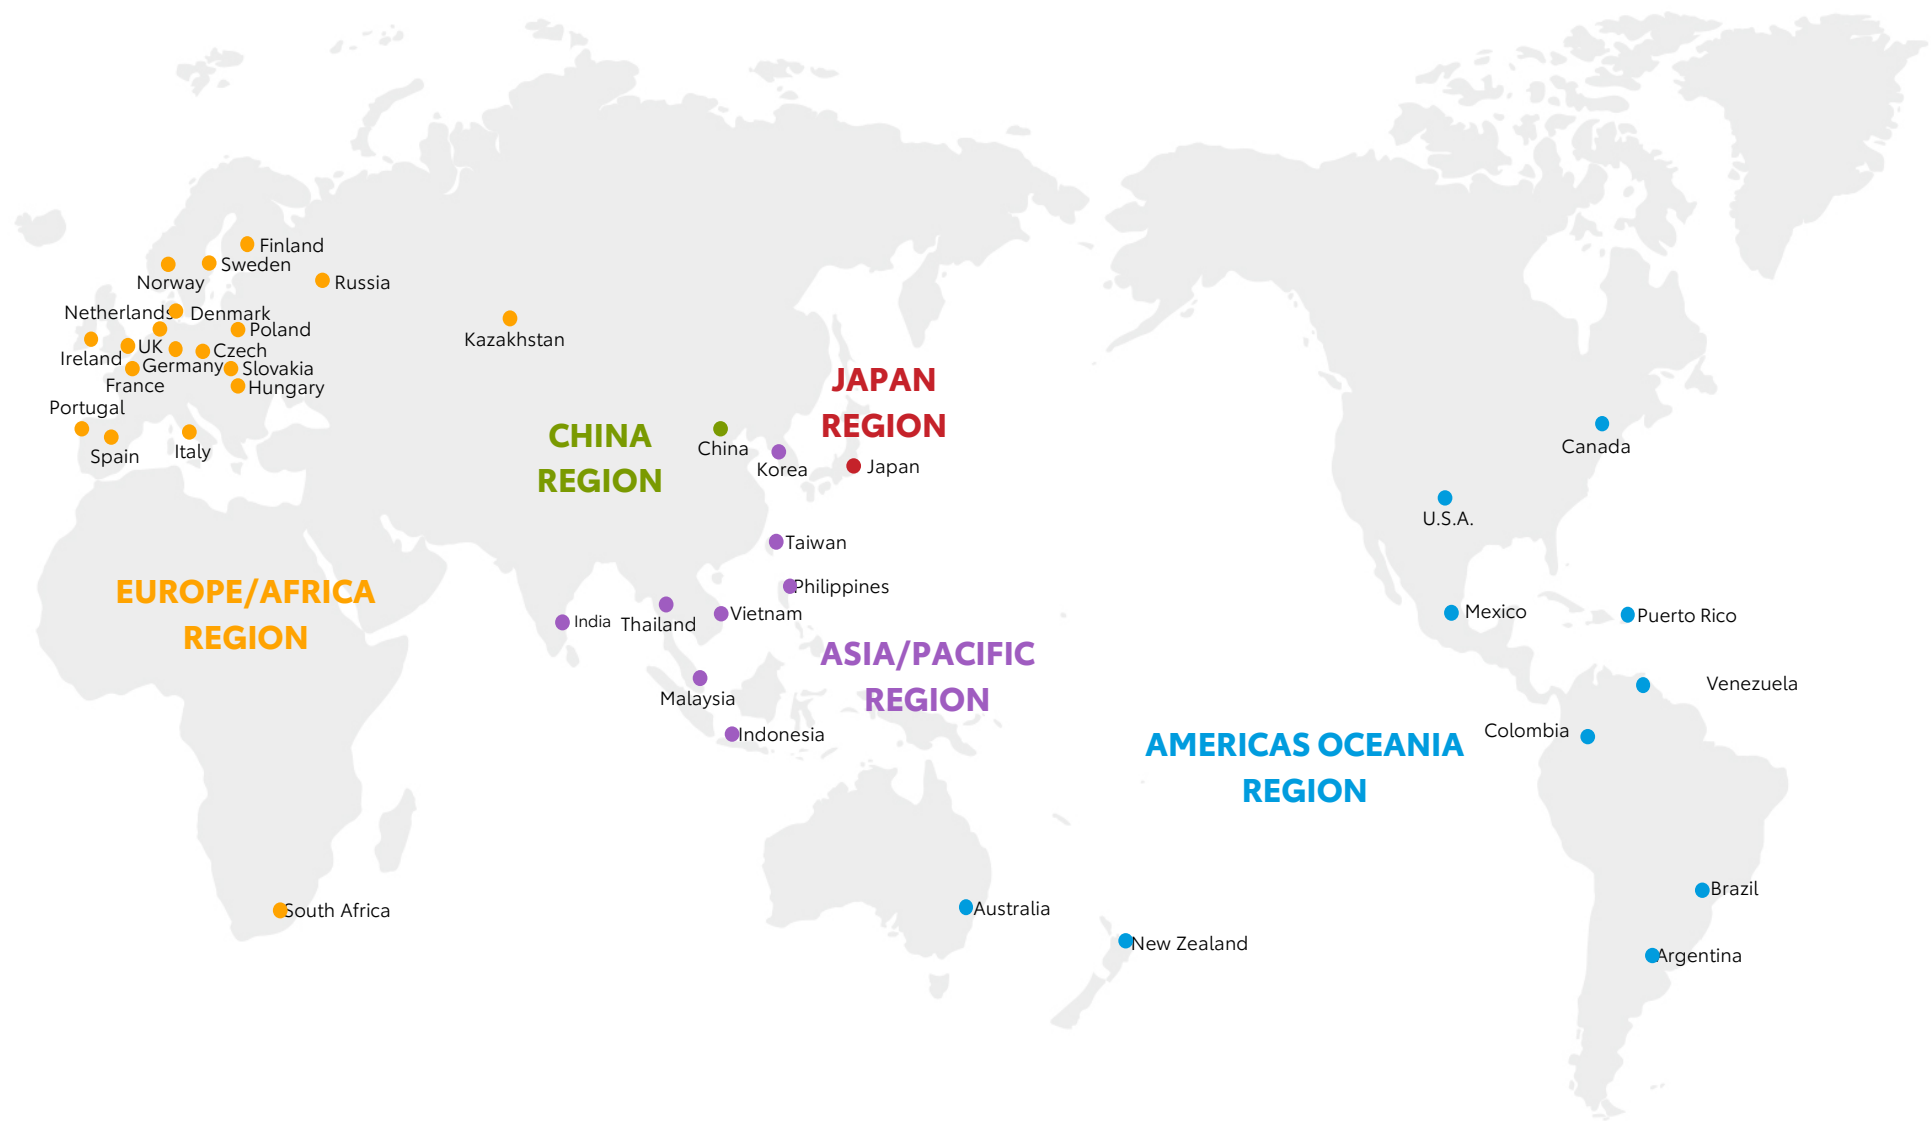 Finland
Sweden
Norway
Russia
Netherlands
Denmark
Poland
Kazakhstan
UK
Czech
Ireland
Germany
Slovakia
France
Hungary
Portugal
Spain
Italy
JAPAN
REGION
CHINA
REGION
China
Korea
Japan
Canada
U.S.A.
Taiwan
Philippines
EUROPE/AFRICA
REGION
India
Thailand
Vietnam
Mexico
Puerto Rico
ASIA/PACIFIC
REGION
Malaysia
Venezuela
Indonesia
Colombia
AMERICAS OCEANIA
REGION
South Africa
Australia
New Zealand
Brazil
Argentina